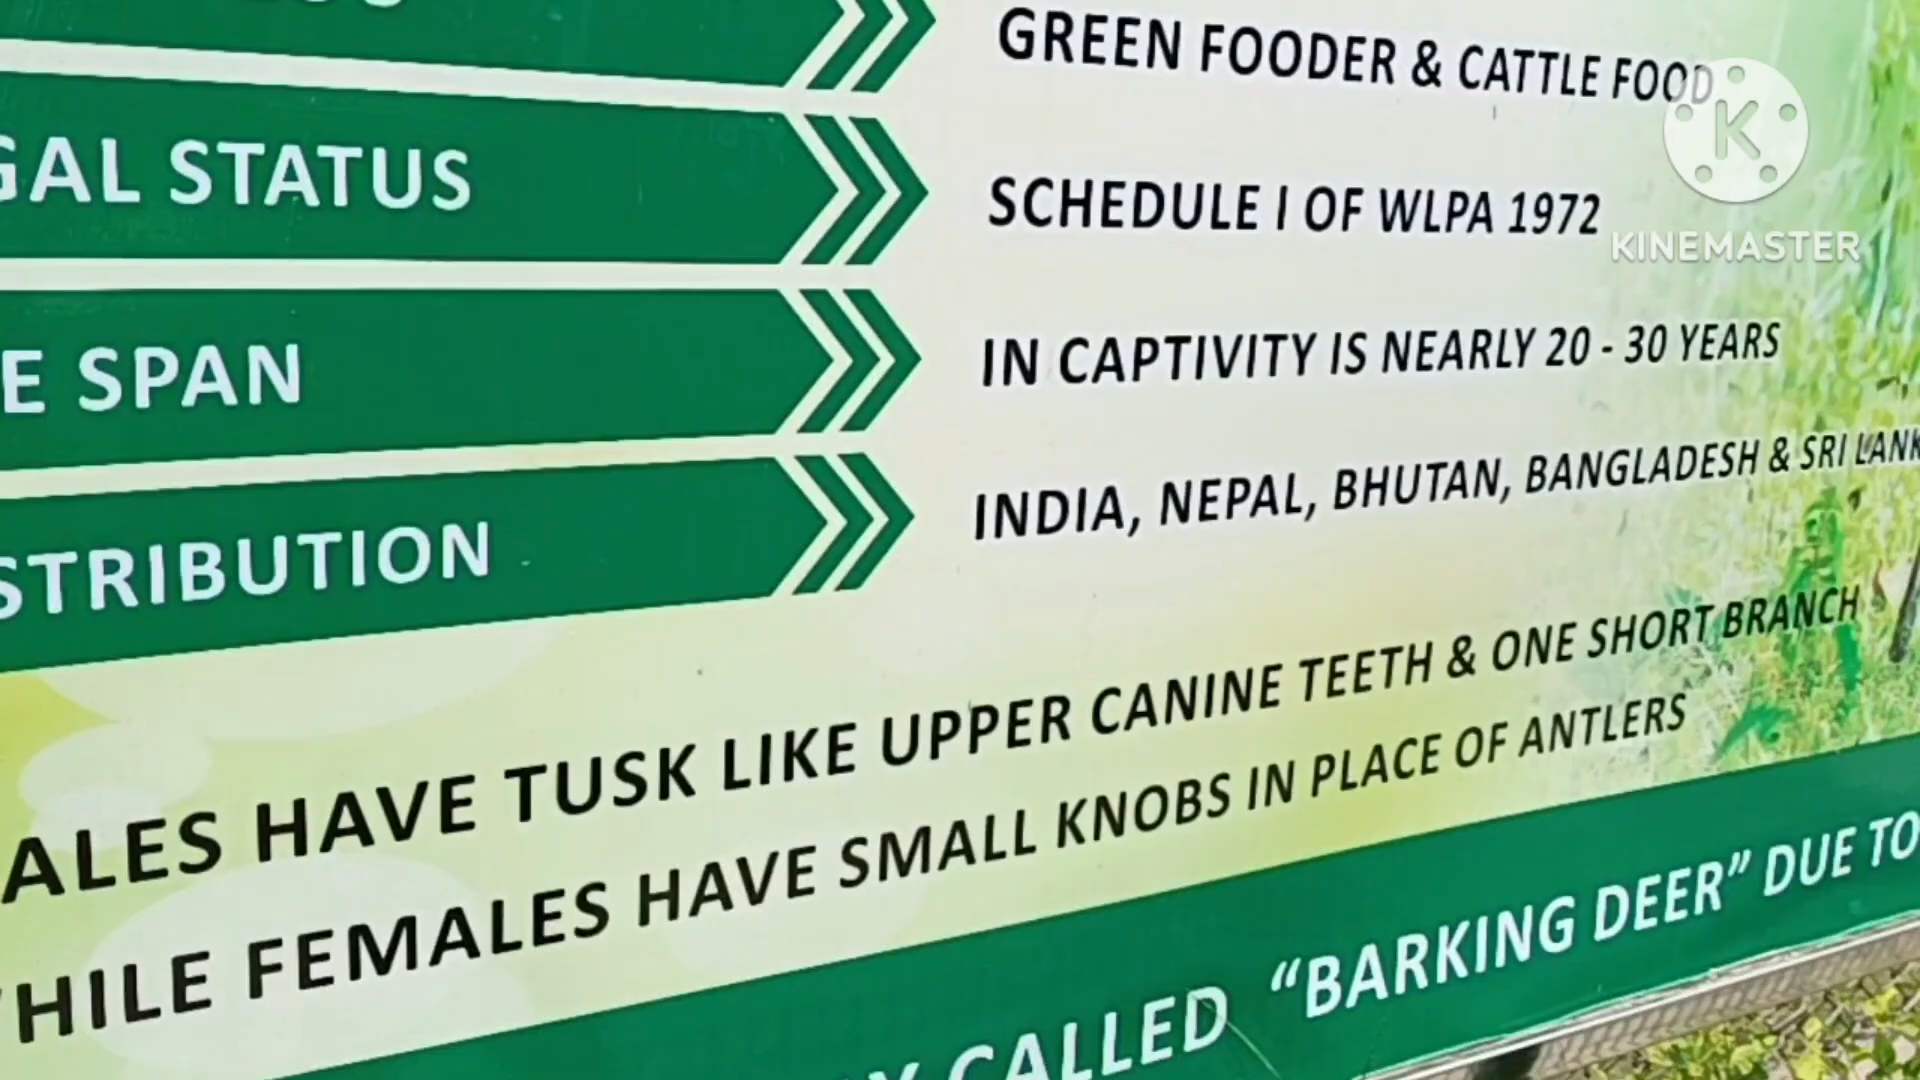 GREEN FOODER & CATTLE FOOD
GAL STATUS
SCHEDULE I OF WLPA 1972
KINEMASTER
E SPAN
IN CAPTIVITY IS NEARLY 20 - 30 YEARS
STRIBUTION
INDIA, NEPAL, BHUTAN, BANGLADESH & SRI LANK
ALES HAVE TUSK LIKE UPPER CANINE TEETH & ONE SHORT BRANCH
HILE FEMALES HAVE SMALL KNOBS IN PLACE OF ANTLERS
Y CALLED "BARKING DEER" DUE TO